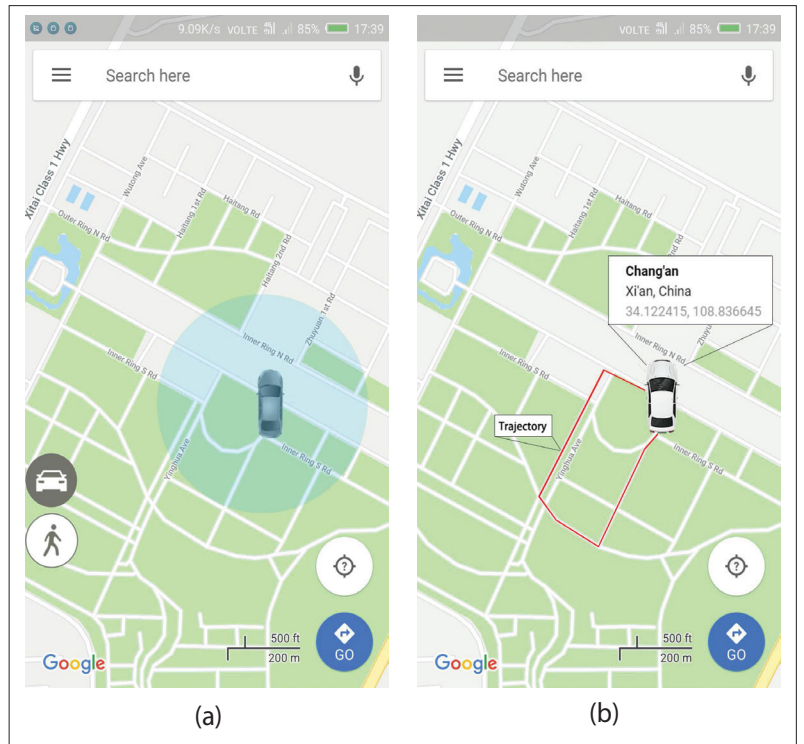 9.09K/s VOLTE 85% 17:39
Search here
Xitai Class 1 Hwy
Wutong Ave
Haitang 1st Rd
Haitang Rd
Outer Ring N Rd
Haitang 2nd Rd
Zhuyuan 1st Rd
Inner Ring N Rd
Inner Ring S Rd
Yinghua Ave
Inner Ring S Rd
?
500 ft
200 m
GO
Google
(a)
VOLTE 85% 17:39
Search here
Xitai Class 1 Hwy
Wutong Ave
Haitang 1st Rd
Haitang Rd
Outer Ring N Rd
Chang'an
Xi'an, China
34.122415, 108.836645
Zhuyuan 1st Rd
Inner Ring N Rd
Inner Ring S Rd
Trajectory
Yinghua Ave
Inner Ring S Rd
?
500 ft
200 m
GO
Google
(b)